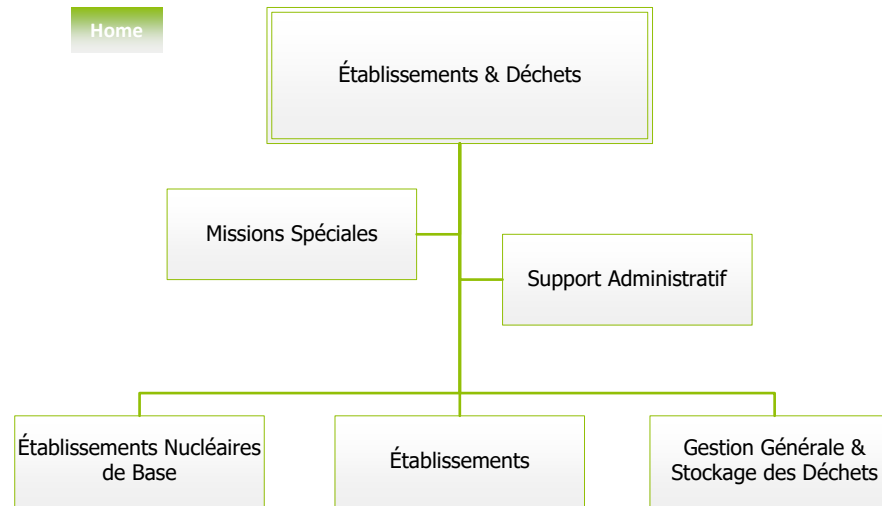 Home
Établissements & Déchets
Missions Spéciales
Support Administratif
Établissements Nucléaires
de Base
Établissements
Gestion Générale &
Stockage des Déchets